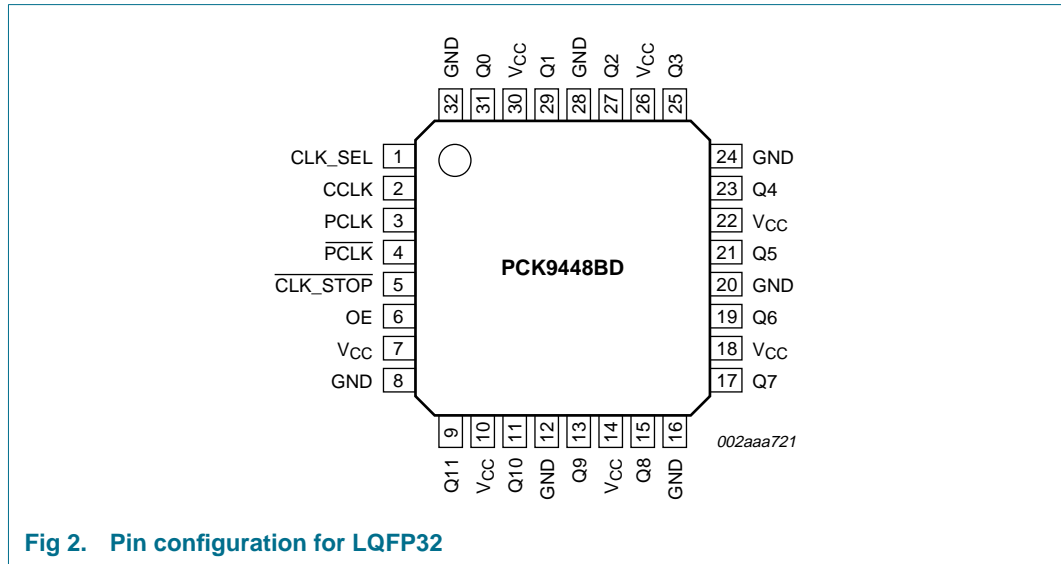 GND Q0 VCC Q1 GND Q2 VCC Q3
32 31 30 29 28 27 26 25
CLK_SEL 1 24 GND
CCLK 2 23 Q4
PCLK 3 22 VCC
P̅C̅L̅K̅ 4 21 Q5
C̅L̅K̅_̅S̅T̅O̅P̅ 5 20 GND
OE 6 19 Q6
VCC 7 18 VCC
GND 8 17 Q7
PCK9448BD
9 10 11 12 13 14 15 16
Q11 VCC Q10 GND Q9 VCC Q8 GND
002aaa721
Fig 2. Pin configuration for LQFP32